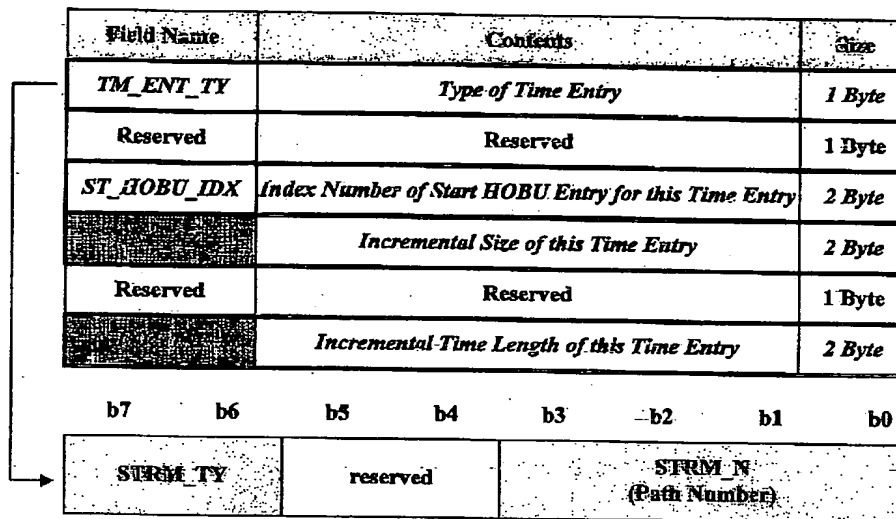 Field Name Contents Size
TM_ENT_TY Type of Time Entry 1 Byte
Reserved Reserved 1 Byte
ST_HOBU_IDX Index Number of Start HOBU Entry for this Time Entry 2 Byte
Incremental Size of this Time Entry 2 Byte
Reserved Reserved 1 Byte
Incremental Time Length of this Time Entry 2 Byte
b7 b6 b5 b4 b3 b2 b1 b0
STRM_TY reserved STRM_N
(Path Number)